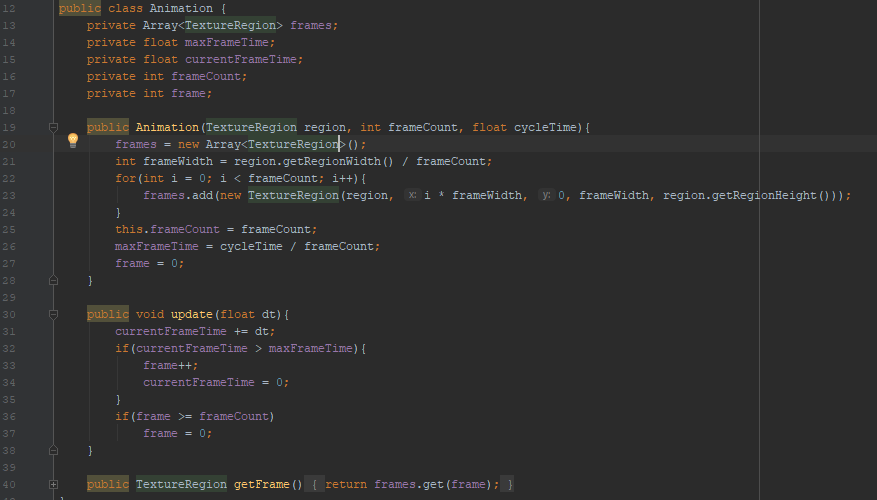 12 public class Animation {
13 private Array<TextureRegion> frames;
14 private float maxFrameTime;
15 private float currentFrameTime;
16 private int frameCount;
17 private int frame;
18
19 public Animation(TextureRegion region, int frameCount, float cycleTime){
20 frames = new Array<TextureRegion>();
21 int frameWidth = region.getRegionWidth() / frameCount;
22 for(int i = 0; i < frameCount; i++){
23 frames.add(new TextureRegion(region, x: i * frameWidth, y: 0, frameWidth, region.getRegionHeight()));
24 }
25 this.frameCount = frameCount;
26 maxFrameTime = cycleTime / frameCount;
27 frame = 0;
28 }
29
30 public void update(float dt){
31 currentFrameTime += dt;
32 if(currentFrameTime > maxFrameTime){
33 frame++;
34 currentFrameTime = 0;
35 }
36 if(frame >= frameCount)
37 frame = 0;
38 }
39
40 public TextureRegion getFrame() { return frames.get(frame); }